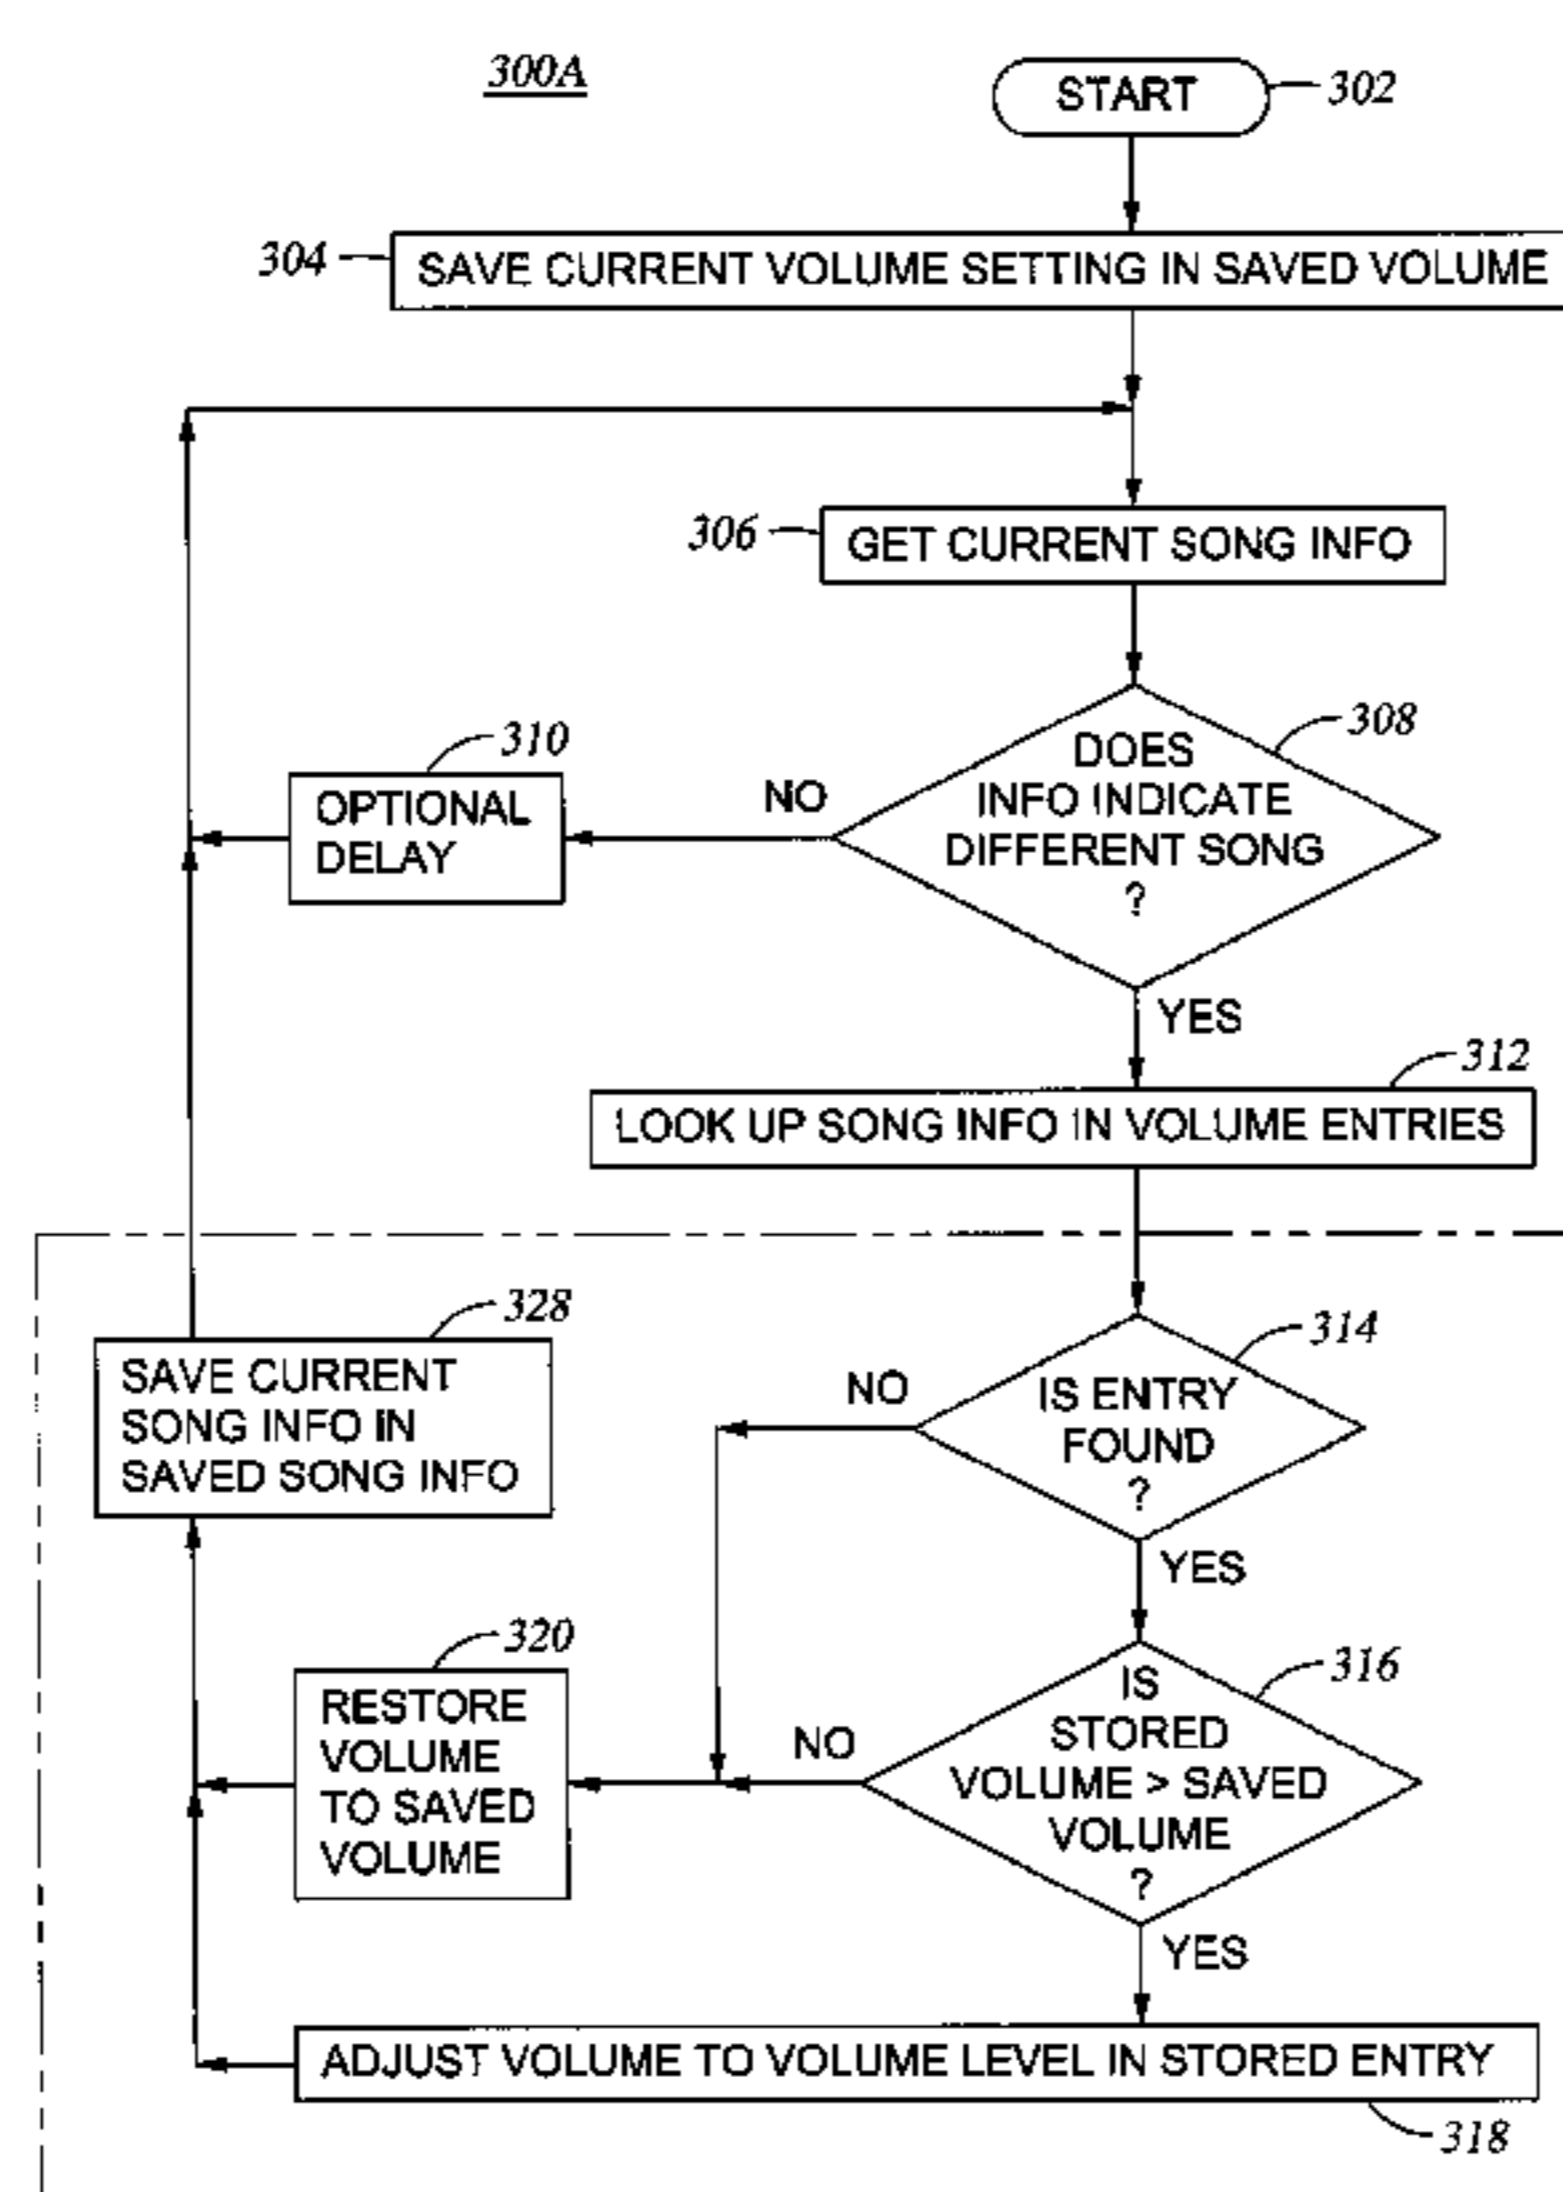 300A
START
302
304
SAVE CURRENT VOLUME SETTING IN SAVED VOLUME
306
GET CURRENT SONG INFO
310
OPTIONAL
DELAY
NO
308
DOES
INFO INDICATE
DIFFERENT SONG
?
YES
312
LOOK UP SONG INFO IN VOLUME ENTRIES
328
SAVE CURRENT
SONG INFO IN
SAVED SONG INFO
NO
314
IS ENTRY
FOUND
?
YES
320
RESTORE
VOLUME
TO SAVED
VOLUME
NO
316
IS
STORED
VOLUME > SAVED
VOLUME
?
YES
ADJUST VOLUME TO VOLUME LEVEL IN STORED ENTRY
318